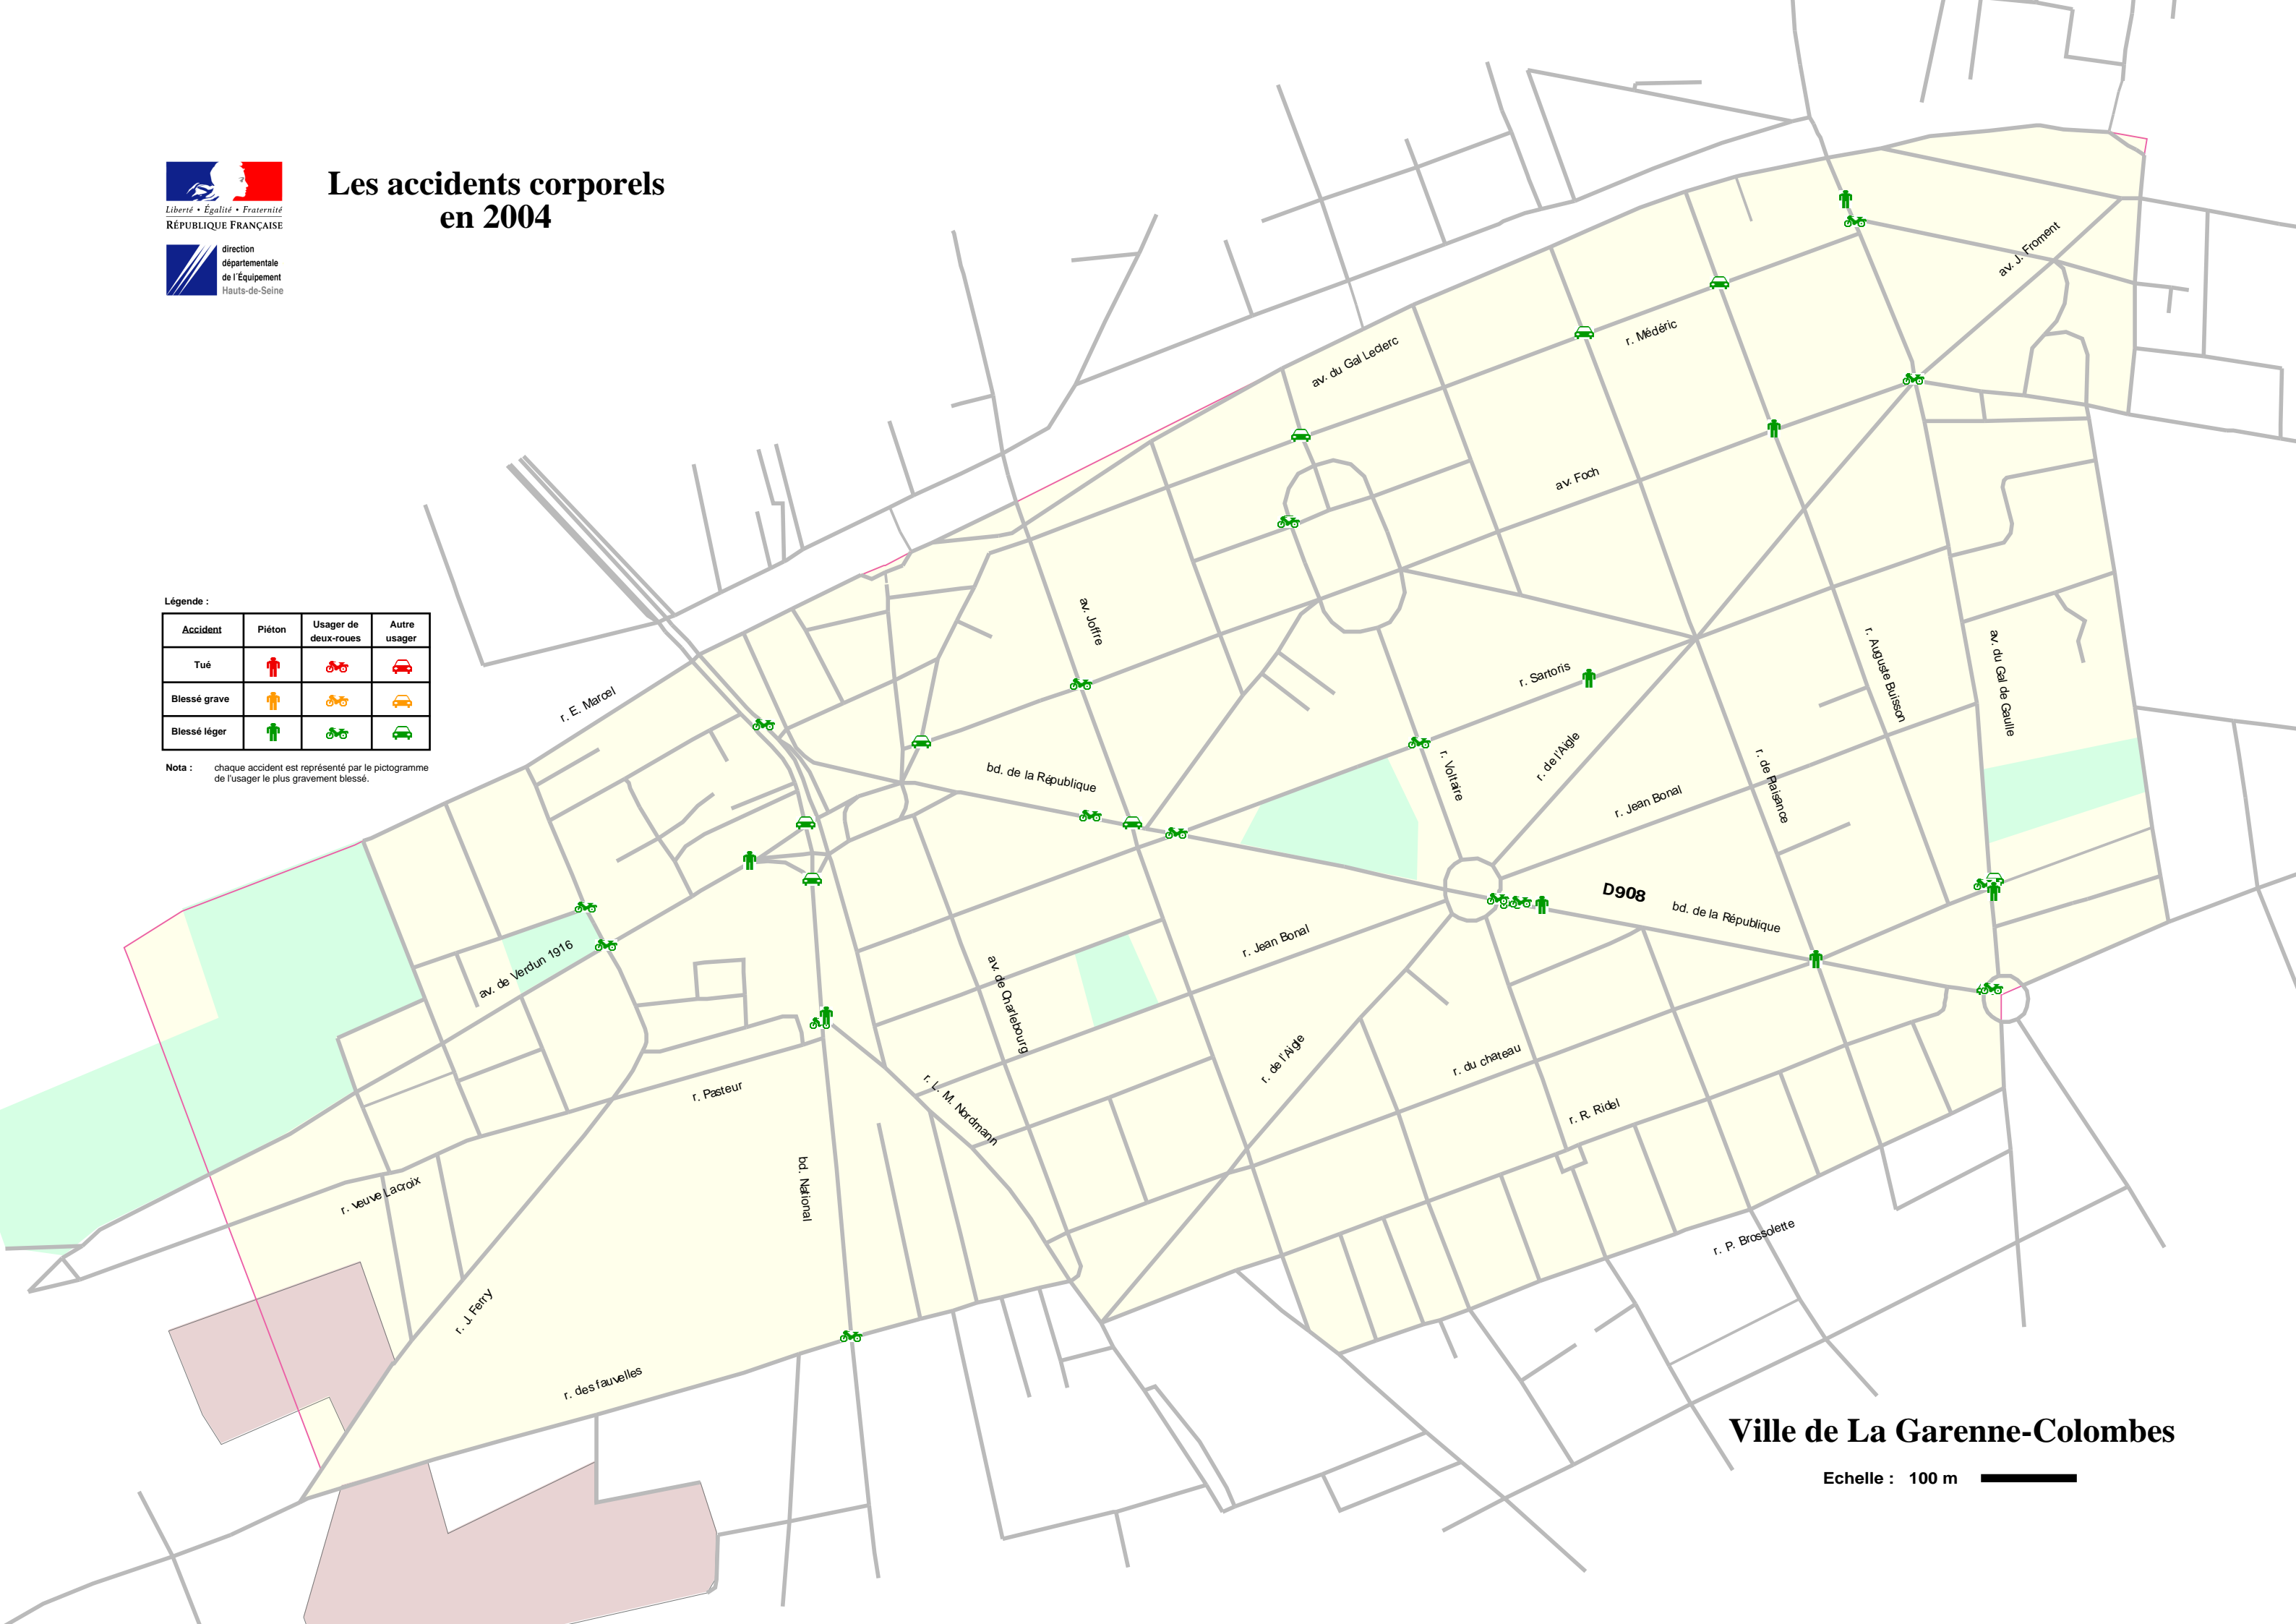 Les accidents corporels
en 2004
Liberté • Égalité • Fraternité
RÉPUBLIQUE FRANÇAISE
direction
départementale
de l'Équipement
Hauts-de-Seine
Légende :
Accident Piéton Usager de deux-roues Autre usager
Tué
Blessé grave
Blessé léger
Nota : chaque accident est représenté par le pictogramme
de l'usager le plus gravement blessé.
av. J. Froment
r. Médéric
av. du Gal Leclerc
av. Foch
av. Joffre
r. E. Marcel
r. Sartoris
r. Auguste Buisson
av. du Gal de Gaulle
bd. de la République
r. Voltaire
r. de l'Aigle
r. de Plaisance
r. Jean Bonal
D908
bd. de la République
av. de Verdun 1916
r. Jean Bonal
av. de Charlebourg
r. de l'Aigle
r. du chateau
r. Pasteur
r. L. M. Nordmann
r. R. Ridel
r. veuve Lacroix
bd. National
r. P. Brossolette
r. J. Ferry
r. des fauvelles
Ville de La Garenne-Colombes
Echelle : 100 m